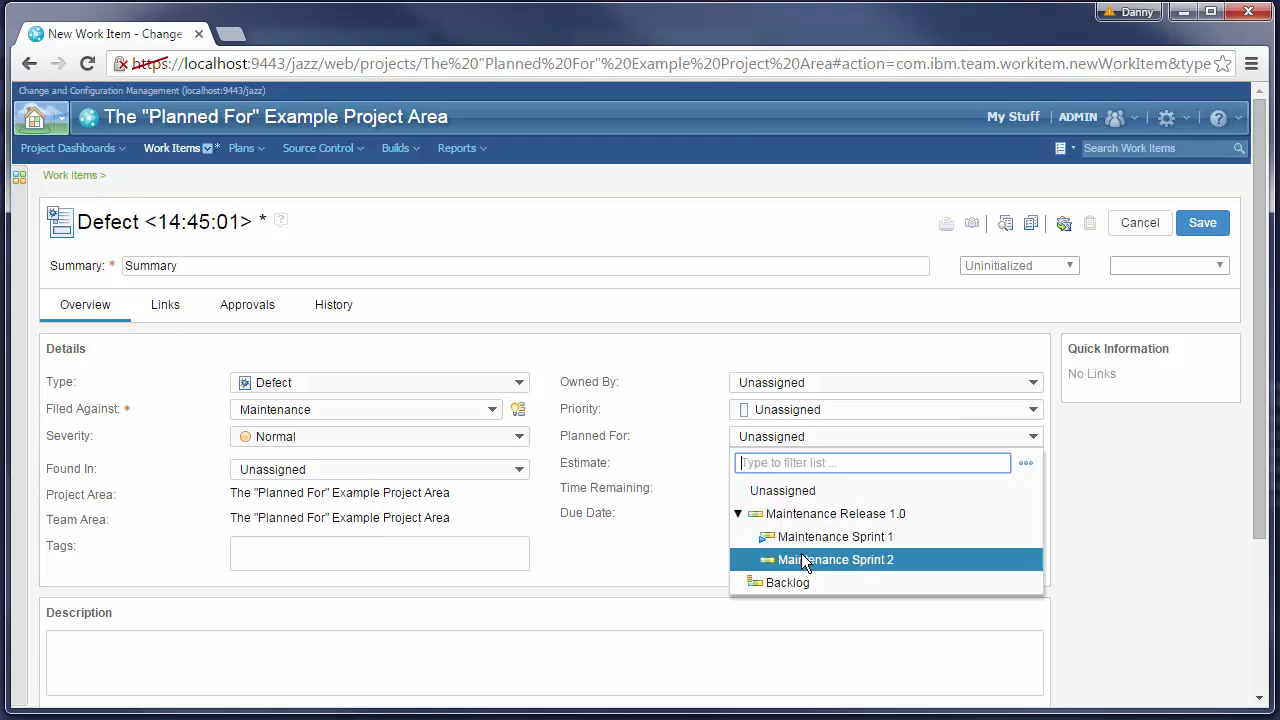 Danny
New Work Item - Change
https://localhost:9443/jazz/web/projects/The%20"Planned%20For"%20Example%20Project%20Area#action=com.ibm.team.workitem.newWorkItem&type
Change and Configuration Management (localhost:9443/jazz)
The "Planned For" Example Project Area
My Stuff | ADMIN
Project Dashboards Work Items * Plans Source Control Builds Reports Search Work Items
Work Items >
Defect <14:45:01> * ?
Cancel Save
Summary: * Summary Uninitialized
Overview Links Approvals History
Details
Quick Information
No Links
Type: Defect
Owned By: Unassigned
Filed Against: * Maintenance
Priority: Unassigned
Severity: Normal
Planned For: Unassigned
Found In: Unassigned
Estimate: Type to filter list ...
Project Area: The "Planned For" Example Project Area
Time Remaining: Unassigned
Team Area: The "Planned For" Example Project Area
Due Date: Maintenance Release 1.0
Tags:
Maintenance Sprint 1
Maintenance Sprint 2
Backlog
Description